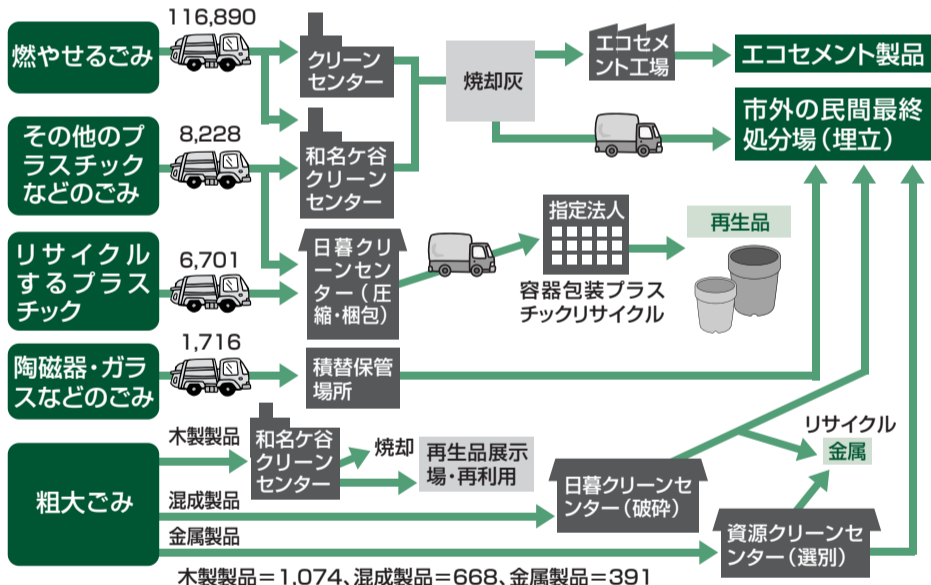 116,890
燃やせるごみ
クリーン
センター
焼却灰
エコセメ
ント工場
エコセメント製品
市外の民間最終
処分場(埋立)
その他のプ
ラスチック
などのごみ
8,228
和名ケ谷
クリーン
センター
リサイクル
するプラス
チック
6,701
日暮クリ
ーンセン
ター(圧
縮・梱包)
指定法人
容器包装プラス
チックリサイクル
再生品
陶磁器・ガラ
スなどのごみ
1,716
積替保管
場所
粗大ごみ
木製製品
和名ケ谷
クリーン
センター
焼却
再生品展示
場・再利用
混成製品
日暮クリーンセ
ンター(破砕)
リサイクル
金属
金属製品
資源クリーンセ
ンター(選別)
木製製品=1,074、混成製品=668、金属製品=391